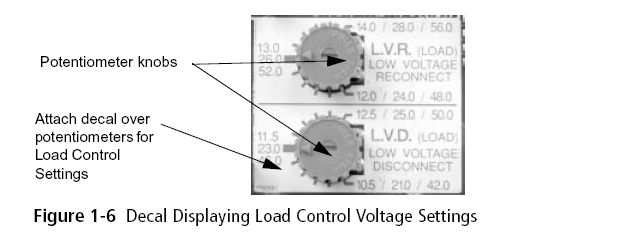 14.0 / 28.0 / 56.0
Potentiometer knobs
13.0
26.0
52.0
L.V.R. (LOAD)
LOW VOLTAGE
RECONNECT
12.0 / 24.0 / 48.0
Attach decal over
potentiometers for
Load Control
Settings
12.5 / 25.0 / 50.0
11.5
23.0
L.V.D. (LOAD)
LOW VOLTAGE
DISCONNECT
10.5 / 21.0 / 42.0
Figure 1-6 Decal Displaying Load Control Voltage Settings